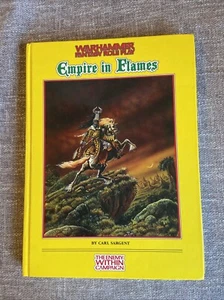 WARHAMMER
FANTASY ROLE PLAY
Empire in Flames
BY CARL SARGENT
THE ENEMY
WITHIN
CAMPAIGN